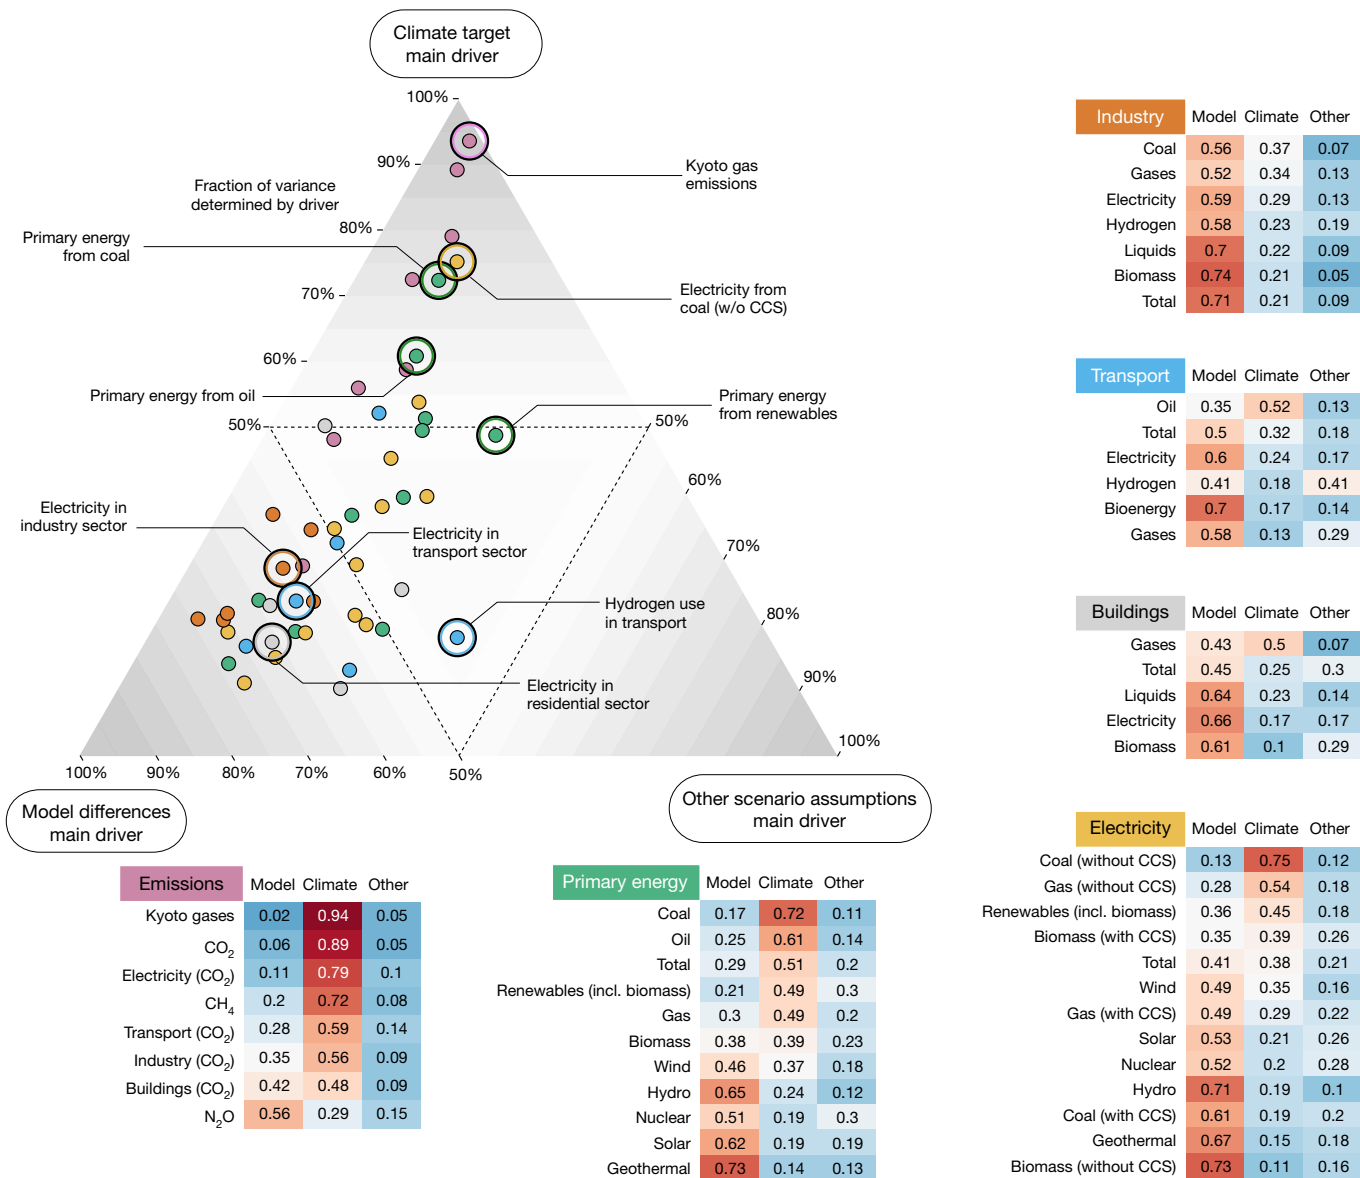 Climate target
main driver
100%
90%
80%
70%
60%
50%
Fraction of variance
determined by driver
Kyoto gas
emissions
Primary energy
from coal
Electricity from
coal (w/o CCS)
Primary energy from oil
Primary energy
from renewables
50%
60%
70%
80%
90%
100%
Electricity in
industry sector
Electricity in
transport sector
Hydrogen use
in transport
Electricity in
residential sector
100%
90%
80%
70%
60%
50%
Model differences
main driver
Other scenario assumptions
main driver
Industry Model Climate Other
Coal 0.56 0.37 0.07
Gases 0.52 0.34 0.13
Electricity 0.59 0.29 0.13
Hydrogen 0.58 0.23 0.19
Liquids 0.7 0.22 0.09
Biomass 0.74 0.21 0.05
Total 0.71 0.21 0.09
Transport Model Climate Other
Oil 0.35 0.52 0.13
Total 0.5 0.32 0.18
Electricity 0.6 0.24 0.17
Hydrogen 0.41 0.18 0.41
Bioenergy 0.7 0.17 0.14
Gases 0.58 0.13 0.29
Buildings Model Climate Other
Gases 0.43 0.5 0.07
Total 0.45 0.25 0.3
Liquids 0.64 0.23 0.14
Electricity 0.66 0.17 0.17
Biomass 0.61 0.1 0.29
Electricity Model Climate Other
Coal (without CCS) 0.13 0.75 0.12
Gas (without CCS) 0.28 0.54 0.18
Renewables (incl. biomass) 0.36 0.45 0.18
Biomass (with CCS) 0.35 0.39 0.26
Total 0.41 0.38 0.21
Wind 0.49 0.35 0.16
Gas (with CCS) 0.49 0.29 0.22
Solar 0.53 0.21 0.26
Nuclear 0.52 0.2 0.28
Hydro 0.71 0.19 0.1
Coal (with CCS) 0.61 0.19 0.2
Geothermal 0.67 0.15 0.18
Biomass (without CCS) 0.73 0.11 0.16
Emissions Model Climate Other
Kyoto gases 0.02 0.94 0.05
CO₂ 0.06 0.89 0.05
Electricity (CO₂) 0.11 0.79 0.1
CH₄ 0.2 0.72 0.08
Transport (CO₂) 0.28 0.59 0.14
Industry (CO₂) 0.35 0.56 0.09
Buildings (CO₂) 0.42 0.48 0.09
N₂O 0.56 0.29 0.15
Primary energy Model Climate Other
Coal 0.17 0.72 0.11
Oil 0.25 0.61 0.14
Total 0.29 0.51 0.2
Renewables (incl. biomass) 0.21 0.49 0.3
Gas 0.3 0.49 0.2
Biomass 0.38 0.39 0.23
Wind 0.46 0.37 0.18
Hydro 0.65 0.24 0.12
Nuclear 0.51 0.19 0.3
Solar 0.62 0.19 0.19
Geothermal 0.73 0.14 0.13